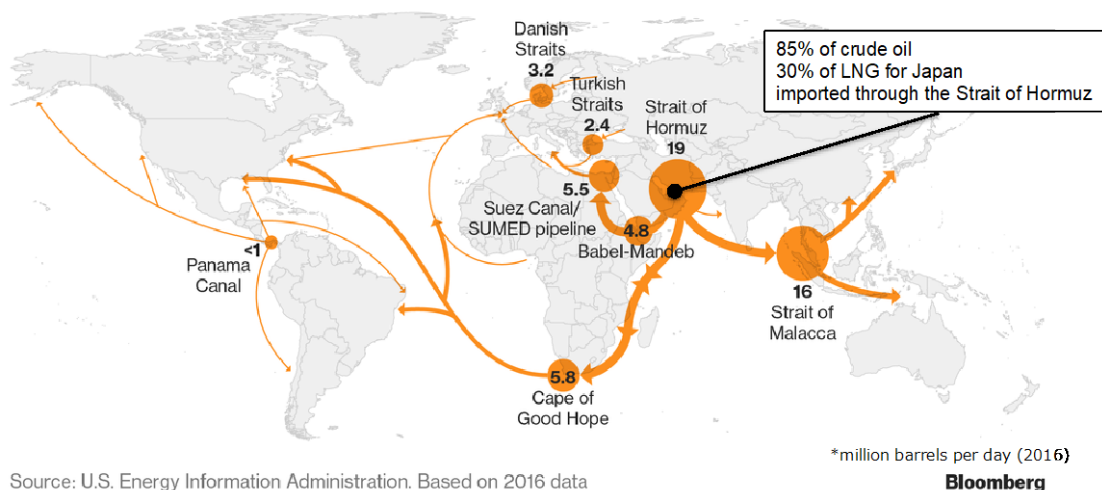 Danish
Straits
3.2
Turkish
Straits
2.4
Strait of
Hormuz
19
85% of crude oil
30% of LNG for Japan
imported through the Strait of Hormuz
5.5
Suez Canal/
SUMED pipeline
4.8
Babel-Mandeb
<1
Panama
Canal
16
Strait of
Malacca
5.8
Cape of
Good Hope
*million barrels per day (2016)
Source: U.S. Energy Information Administration. Based on 2016 data
Bloomberg